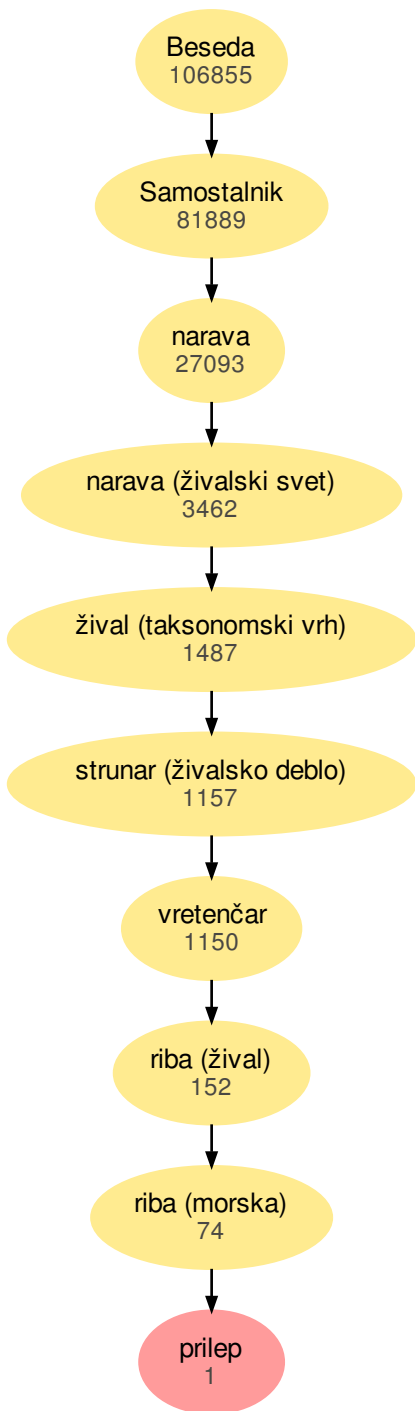 Beseda
106855
Samostalnik
81889
narava
27093
narava (živalski svet)
3462
žival (taksonomski vrh)
1487
strunar (živalsko deblo)
1157
vretenčar
1150
riba (žival)
152
riba (morska)
74
prilep
1